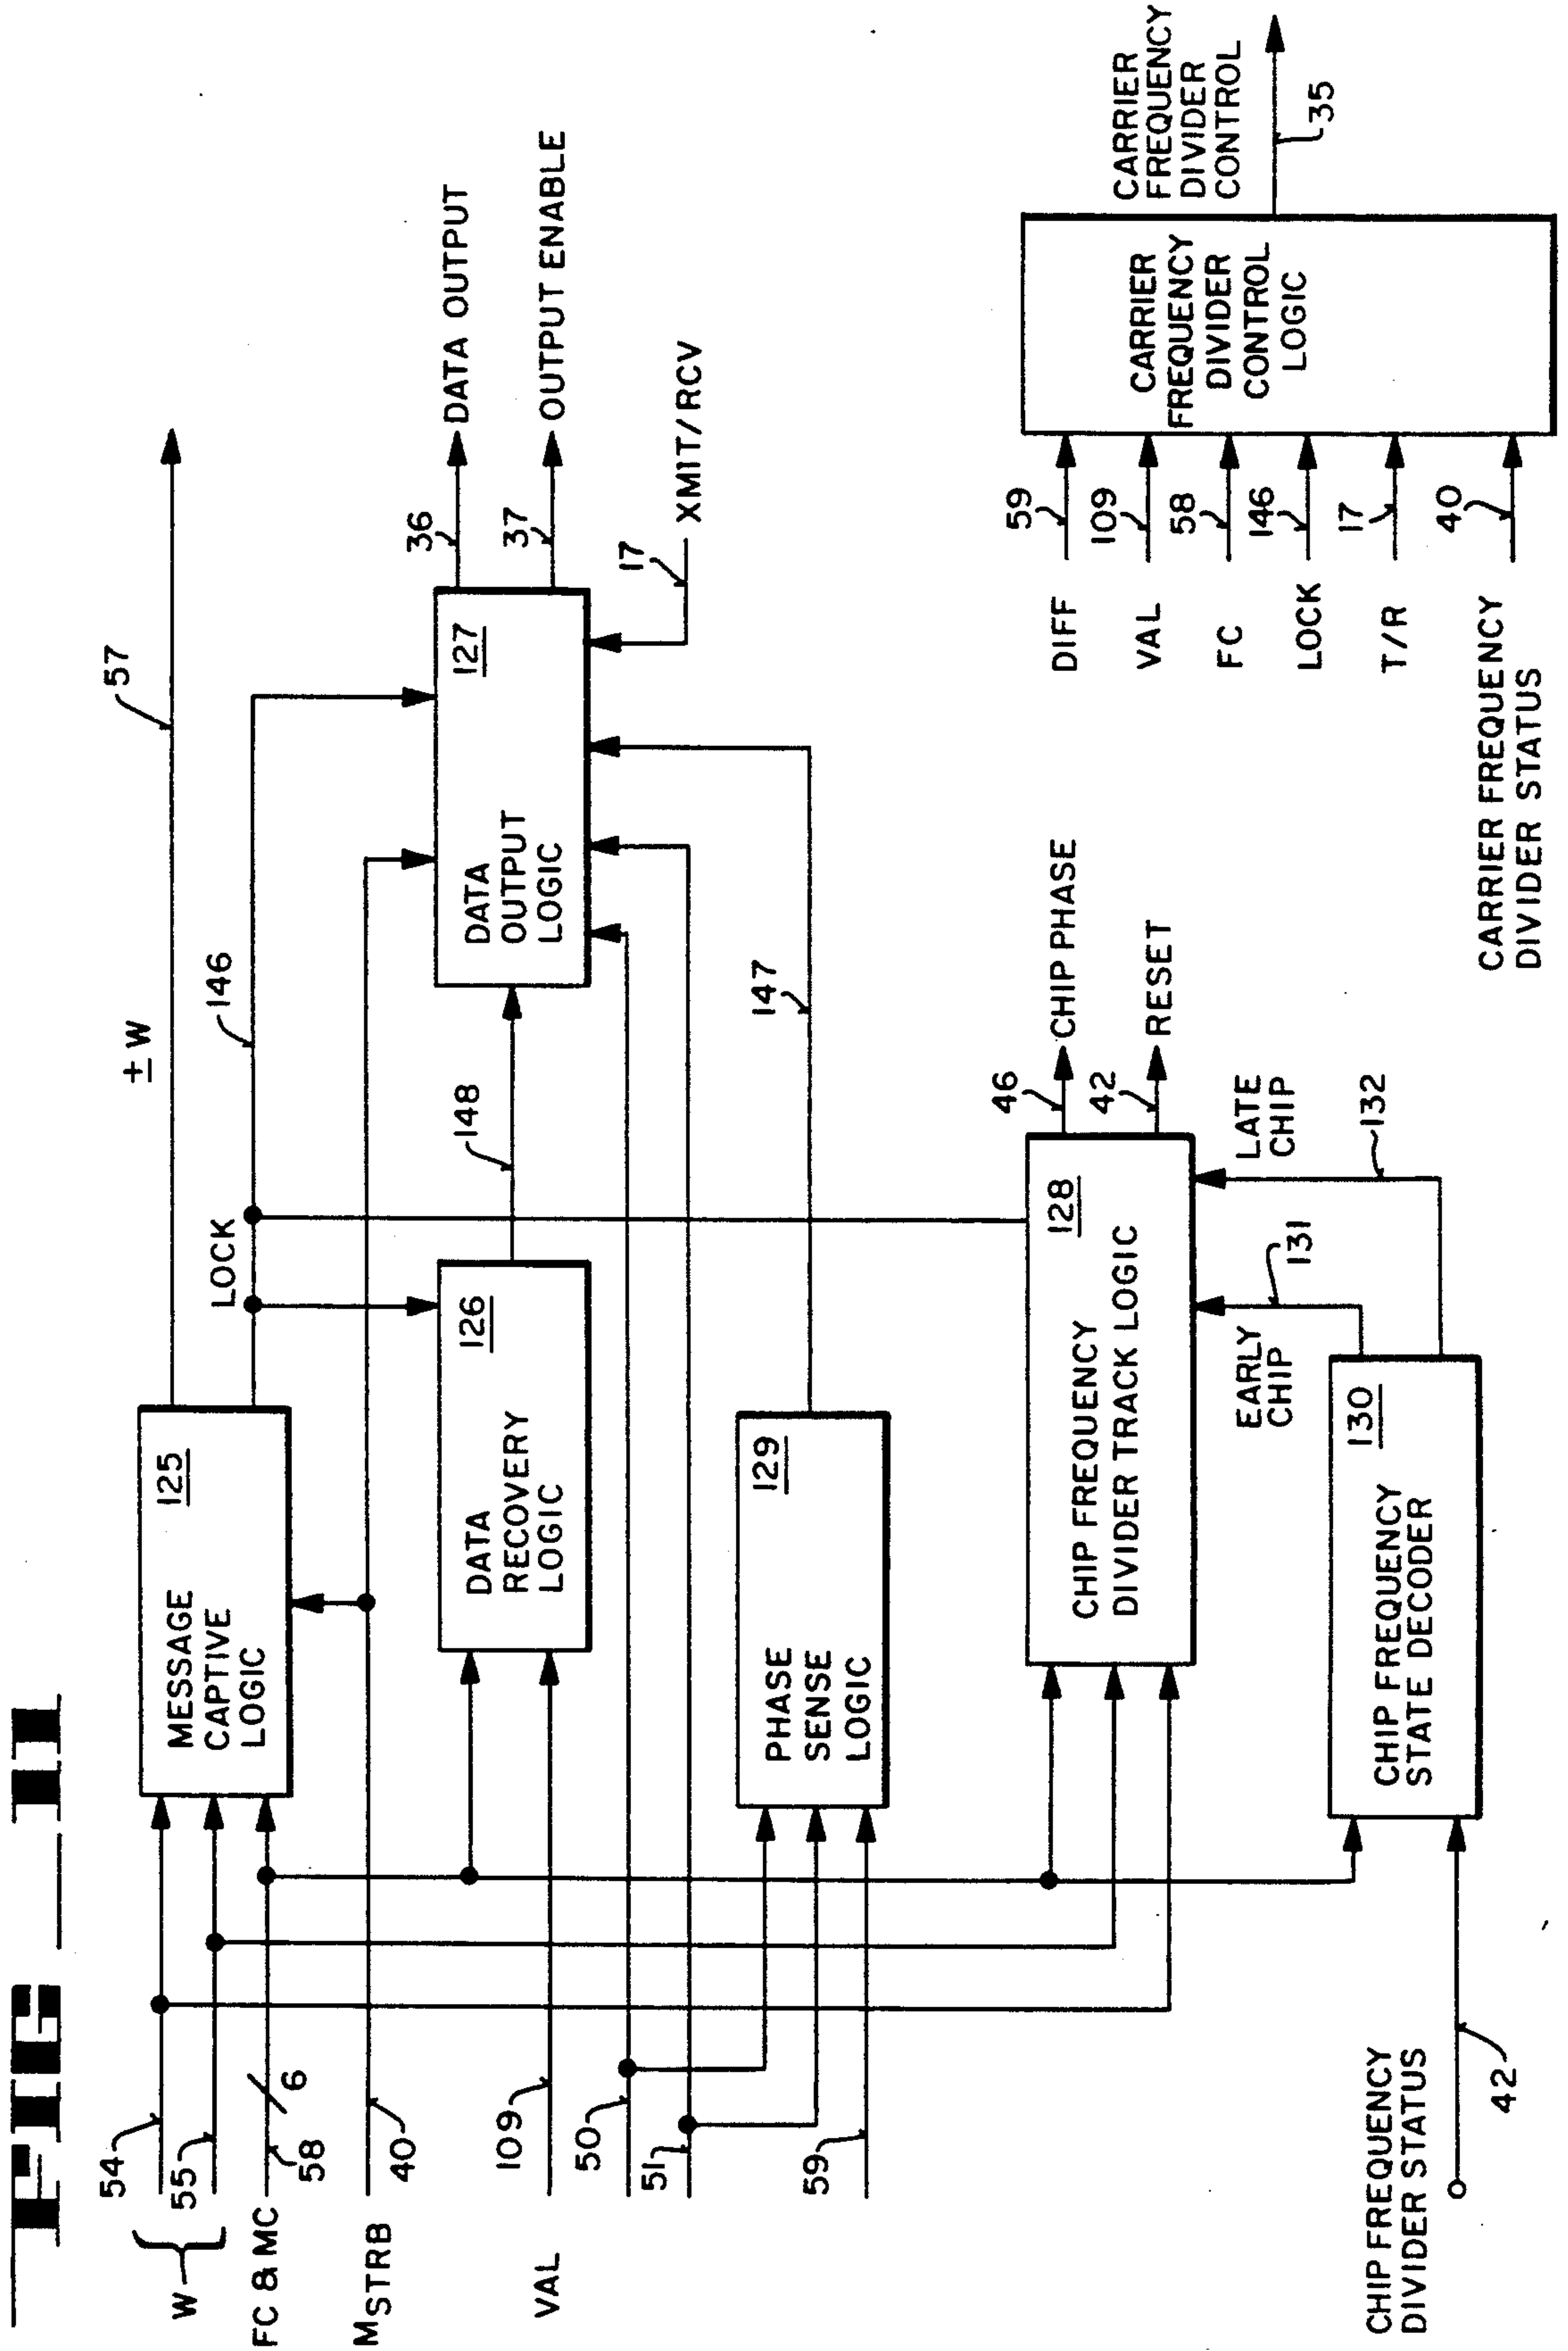 FIG_11
W
54
55
FC & MC
58
6
MSTRB
40
VAL
109
50
51
59
CHIP FREQUENCY
DIVIDER STATUS
42
MESSAGE
CAPTIVE
LOGIC
125
DATA
RECOVERY
LOGIC
126
PHASE
SENSE
LOGIC
129
CHIP FREQUENCY
DIVIDER TRACK LOGIC
128
CHIP FREQUENCY
STATE DECODER
130
EARLY
CHIP
131
LATE
CHIP
132
LOCK
146
± W
57
148
147
46
CHIP PHASE
42
RESET
DATA
OUTPUT
LOGIC
127
36
DATA OUTPUT
37
OUTPUT ENABLE
17
XMIT/RCV
DIFF
59
VAL
109
FC
58
LOCK
146
T/R
17
CARRIER FREQUENCY
DIVIDER STATUS
40
CARRIER
FREQUENCY
DIVIDER
CONTROL
LOGIC
CARRIER
FREQUENCY
DIVIDER
CONTROL
35